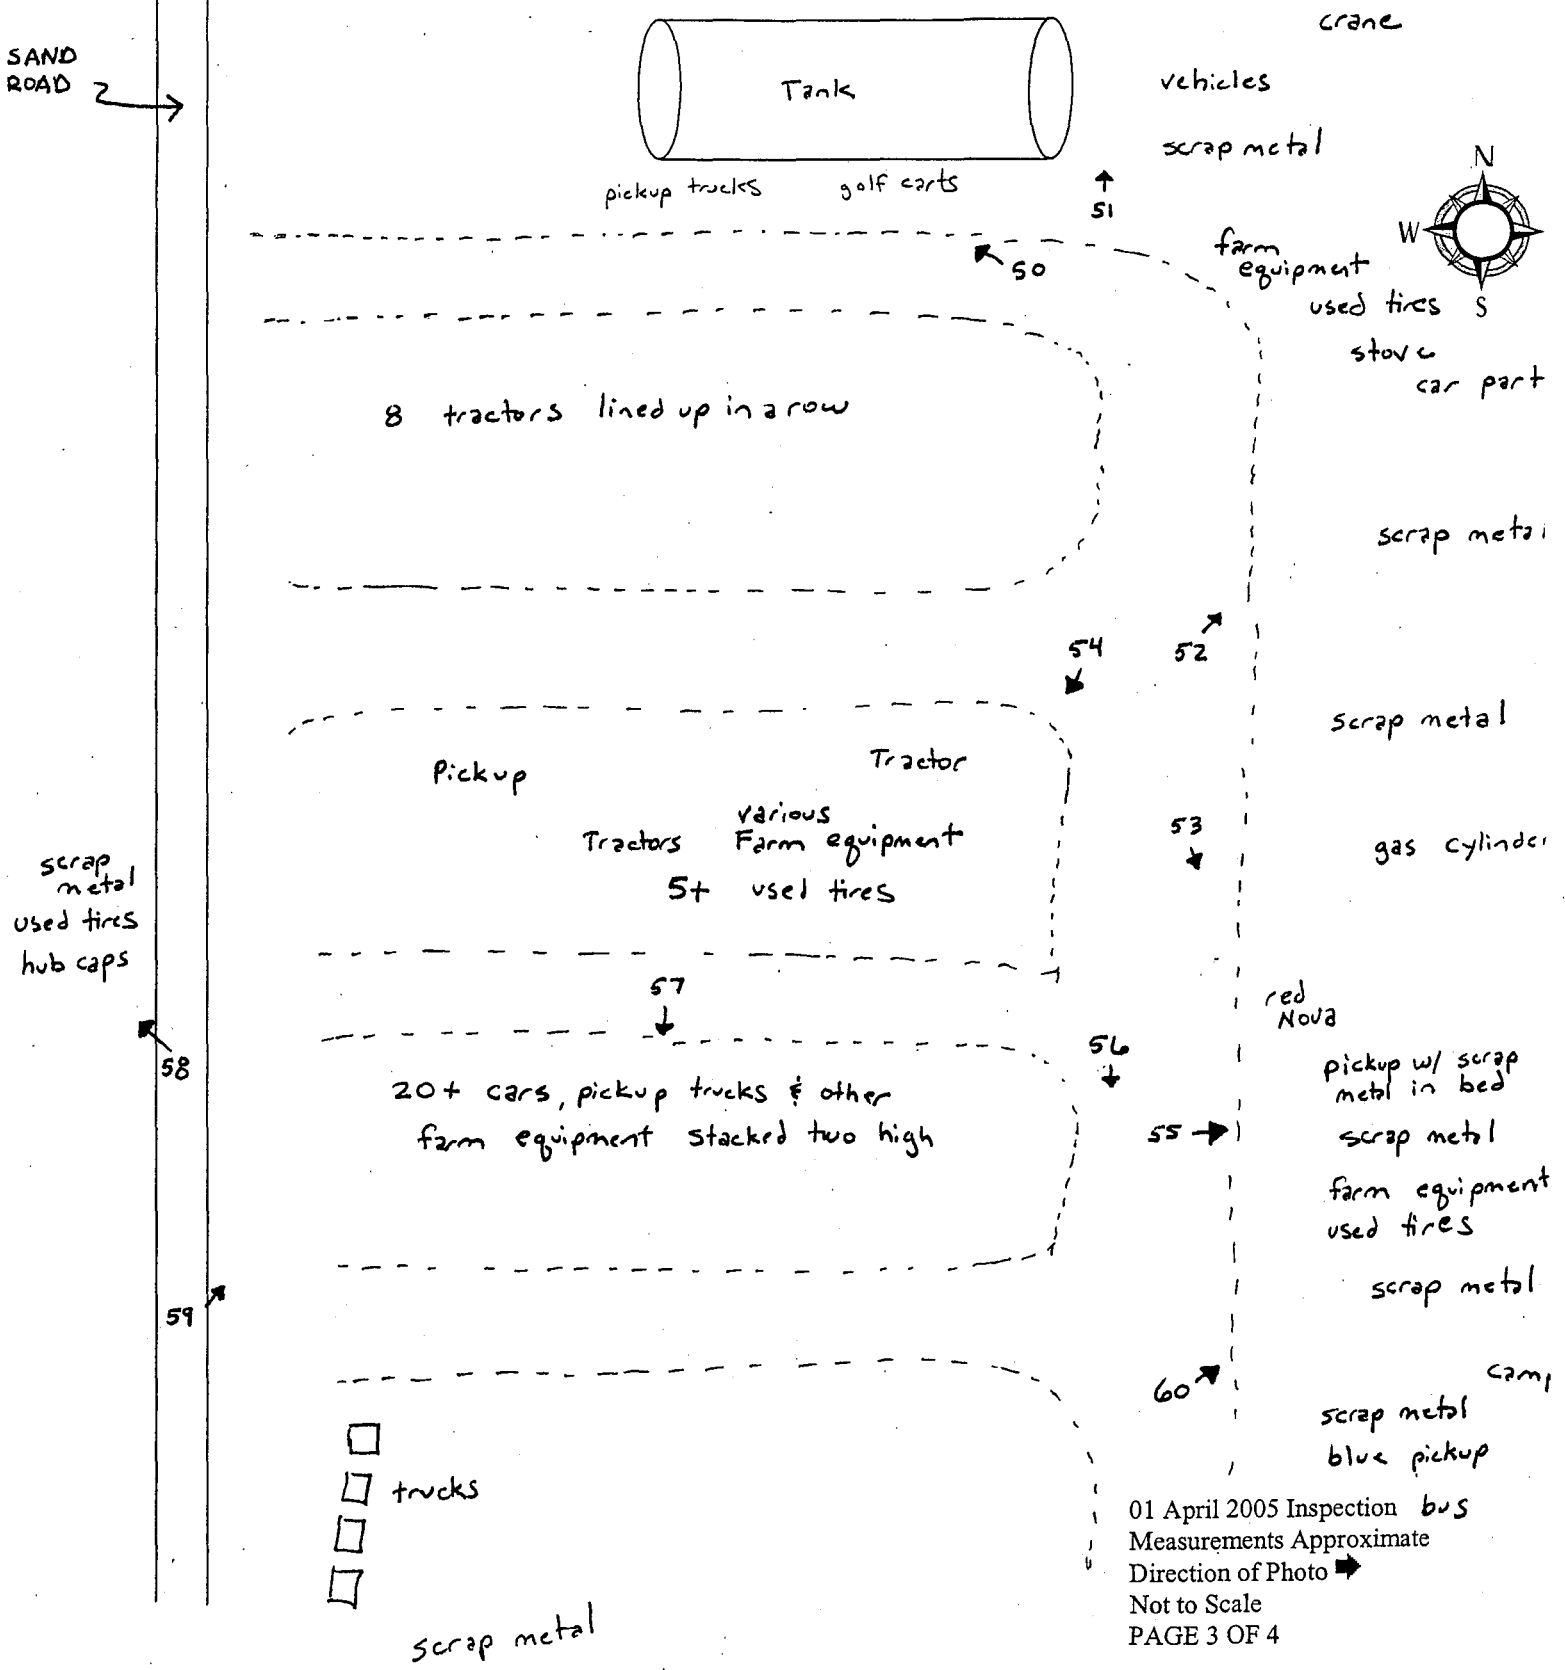 crane
SAND
ROAD
Tank
vehicles
scrap metal
N
pickup trucks golf carts
51
W
50
farm
equipment
used tires
S
stove
car part
8 tractors lined up in a row
scrap metal
54
52
scrap metal
Pickup
Tractor
various
53
Tractors Farm equipment
gas cylinder
scrap
metal
5+ used tires
used tires
hub caps
57
red
Nova
56
58
pickup w/ scrap
metal in bed
20+ cars, pickup trucks & other
farm equipment stacked two high
55
scrap metal
farm equipment
used tires
scrap metal
59
60
scrap metal
blue pickup
trucks
01 April 2005 Inspection bus
Measurements Approximate
Direction of Photo
Not to Scale
PAGE 3 OF 4
scrap metal